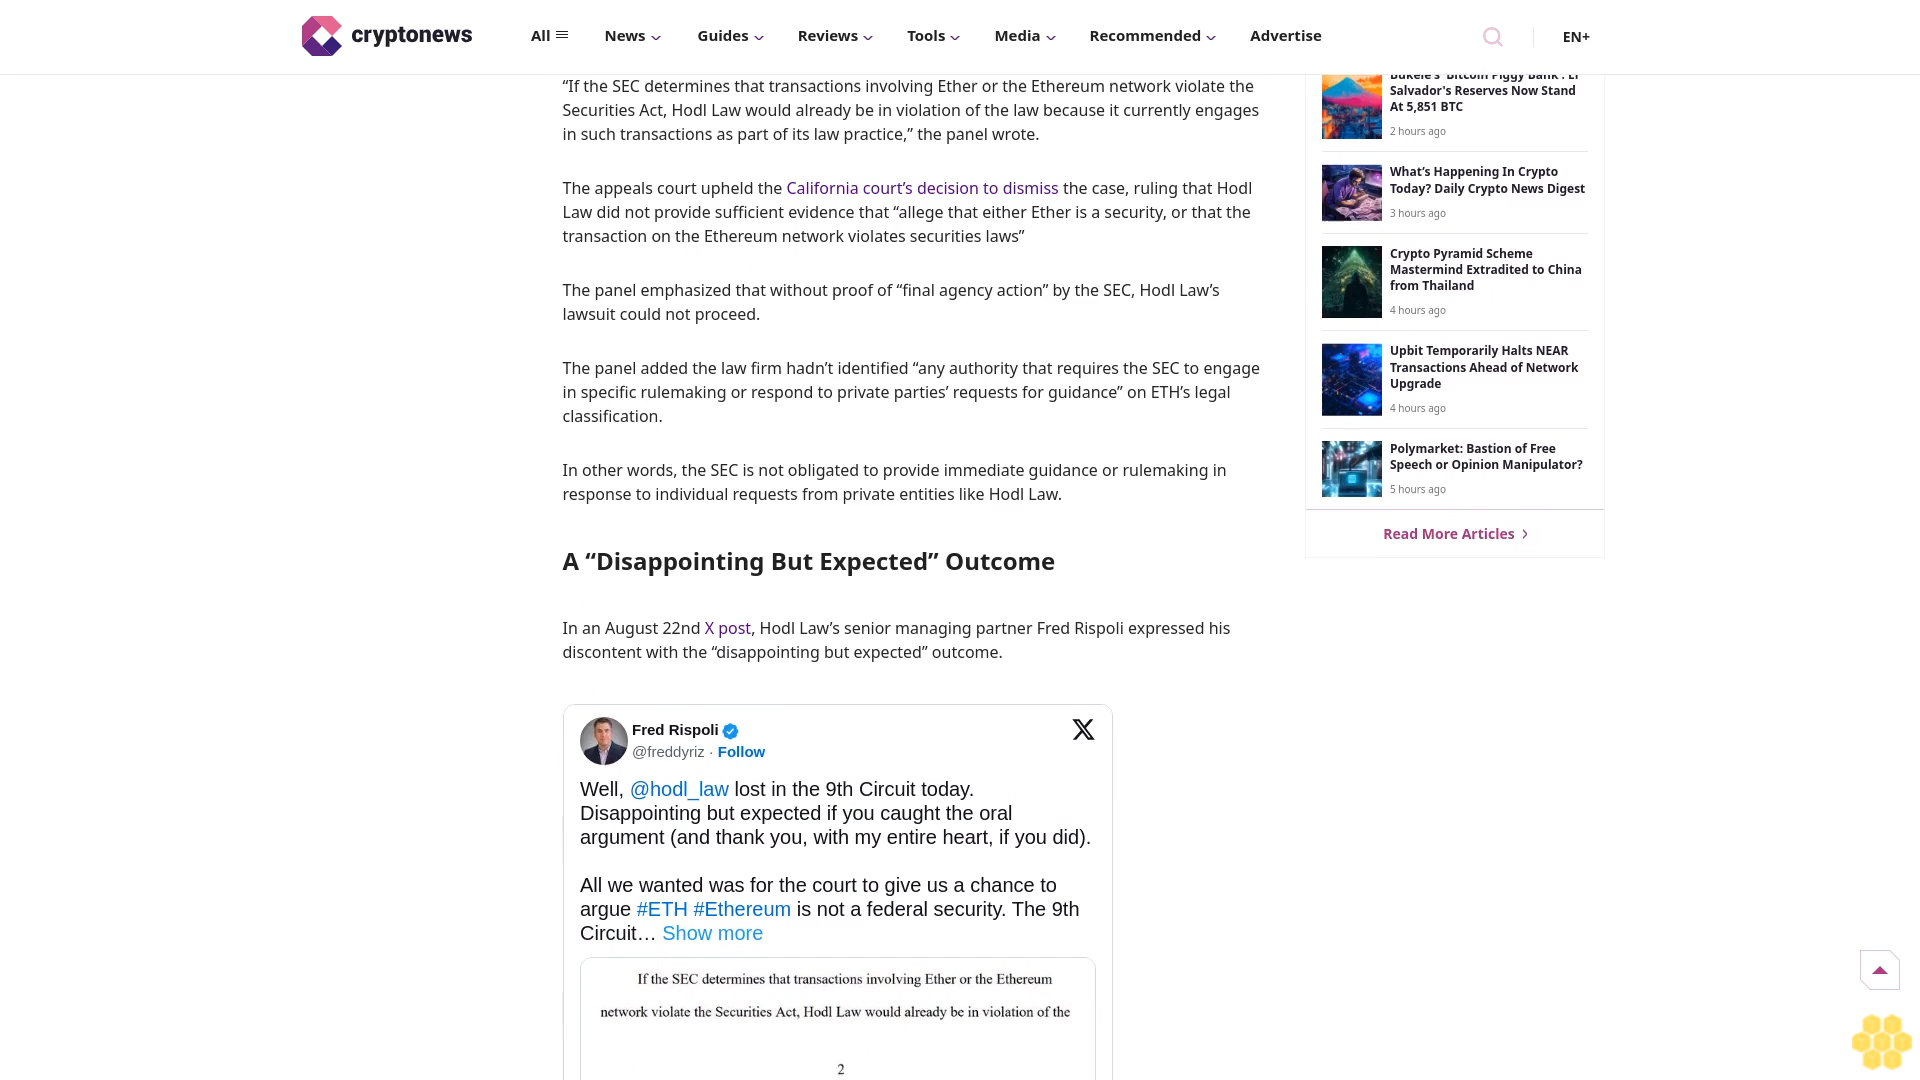 cryptonews
All
News
Guides
Reviews
Tools
Media
Recommended
Advertise
EN+
“If the SEC determines that transactions involving Ether or the Ethereum network violate the
Securities Act, Hodl Law would already be in violation of the law because it currently engages
in such transactions as part of its law practice,” the panel wrote.
The appeals court upheld the California court’s decision to dismiss the case, ruling that Hodl
Law did not provide sufficient evidence that “allege that either Ether is a security, or that the
transaction on the Ethereum network violates securities laws”
The panel emphasized that without proof of “final agency action” by the SEC, Hodl Law’s
lawsuit could not proceed.
The panel added the law firm hadn’t identified “any authority that requires the SEC to engage
in specific rulemaking or respond to private parties’ requests for guidance” on ETH’s legal
classification.
In other words, the SEC is not obligated to provide immediate guidance or rulemaking in
response to individual requests from private entities like Hodl Law.
A “Disappointing But Expected” Outcome
In an August 22nd X post, Hodl Law’s senior managing partner Fred Rispoli expressed his
discontent with the “disappointing but expected” outcome.
Fred Rispoli
@freddyriz · Follow
Well, @hodl_law lost in the 9th Circuit today.
Disappointing but expected if you caught the oral
argument (and thank you, with my entire heart, if you did).
All we wanted was for the court to give us a chance to
argue #ETH #Ethereum is not a federal security. The 9th
Circuit… Show more
If the SEC determines that transactions involving Ether or the Ethereum
network violate the Securities Act, Hodl Law would already be in violation of the
2
Bukele's 'Bitcoin Piggy Bank': El
Salvador's Reserves Now Stand
At 5,851 BTC
2 hours ago
What’s Happening In Crypto
Today? Daily Crypto News Digest
3 hours ago
Crypto Pyramid Scheme
Mastermind Extradited to China
from Thailand
4 hours ago
Upbit Temporarily Halts NEAR
Transactions Ahead of Network
Upgrade
4 hours ago
Polymarket: Bastion of Free
Speech or Opinion Manipulator?
5 hours ago
Read More Articles